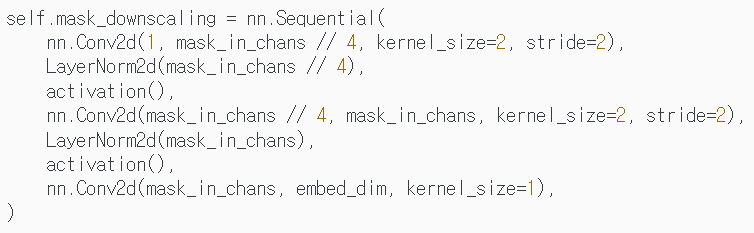 self.mask_downscaling = nn.Sequential(
    nn.Conv2d(1, mask_in_chans // 4, kernel_size=2, stride=2),
    LayerNorm2d(mask_in_chans // 4),
    activation(),
    nn.Conv2d(mask_in_chans // 4, mask_in_chans, kernel_size=2, stride=2),
    LayerNorm2d(mask_in_chans),
    activation(),
    nn.Conv2d(mask_in_chans, embed_dim, kernel_size=1),
)